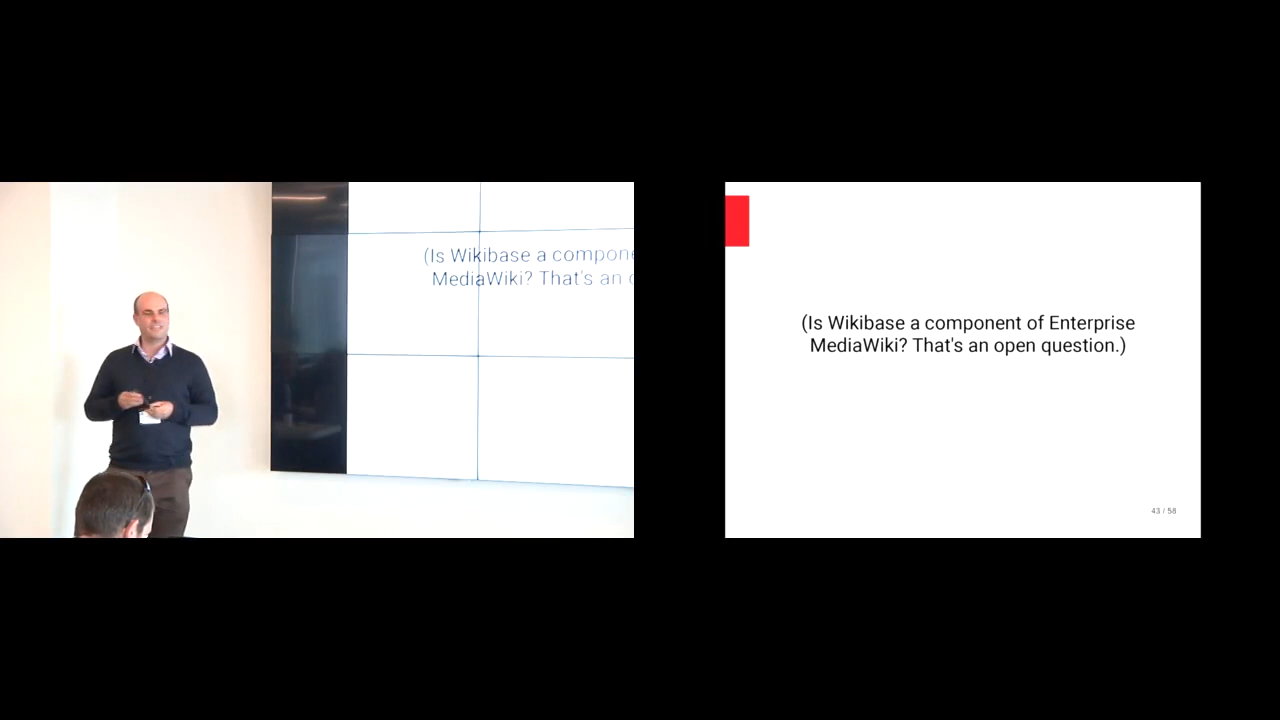 (Is Wikibase a compone
MediaWiki? That's an
(Is Wikibase a component of Enterprise
MediaWiki? That's an open question.)
43 / 58